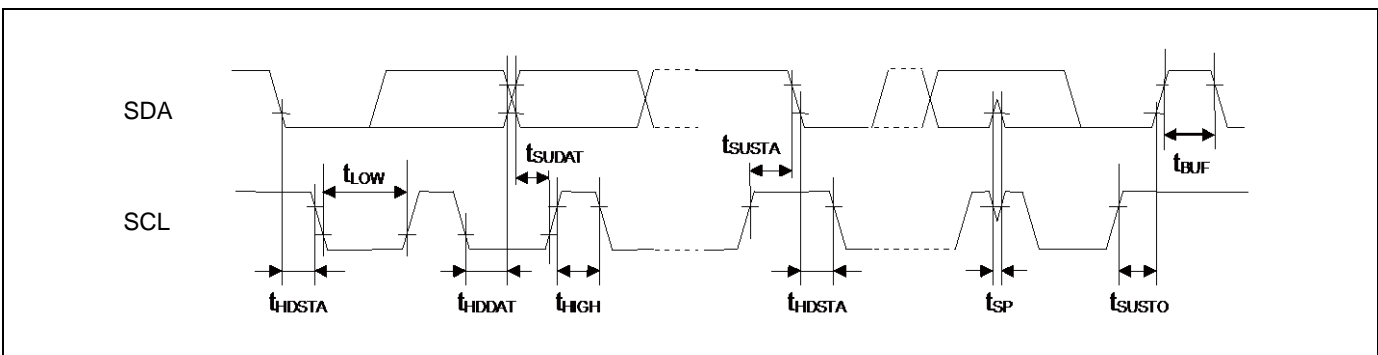 SDA
tSUSTA
tSUDAT
tBUF
tLOW
SCL
tHDSTA
tHDDAT
tHIGH
tHDSTA
tSP
tSUSTO